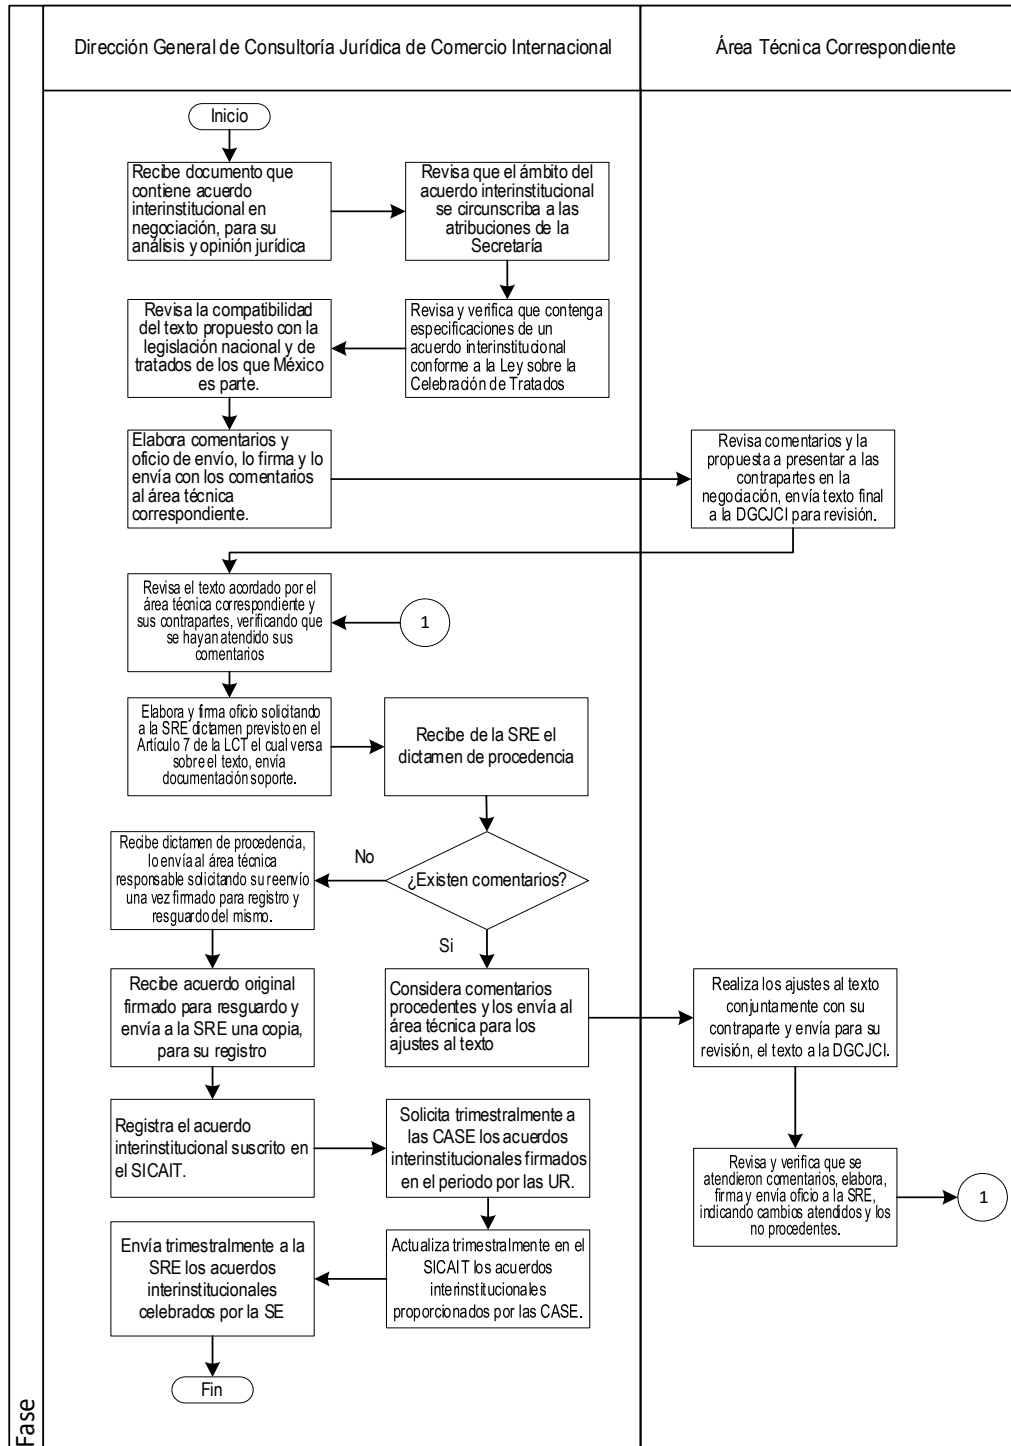 Dirección General de Consultoría Jurídica de Comercio Internacional
Área Técnica Correspondiente
Inicio
Recibe documento que
contiene acuerdo
interinstitucional en
negociación, para su
análisis y opinión jurídica
Revisa que el ámbito del
acuerdo interinstitucional
se circunscriba a las
atribuciones de la
Secretaría
Revisa y verifica que contenga
especificaciones de un
acuerdo interinstitucional
conforme a la Ley sobre la
Celebración de Tratados
Revisa la compatibilidad
del texto propuesto con la
legislación nacional y de
tratados de los que México
es parte.
Elabora comentarios y
oficio de envío, lo firma y lo
envía con los comentarios
al área técnica
correspondiente.
Revisa comentarios y la
propuesta a presentar a las
contrapartes en la
negociación, envía texto final
a la DGCJCI para revisión.
Revisa el texto acordado por el
área técnica correspondiente y
sus contrapartes, verificando que
se hayan atendido sus
comentarios
1
Elabora y firma oficio solicitando
a la SRE dictamen previsto en el
Artículo 7 de la LCT el cual versa
sobre el texto, envía
documentación soporte.
Recibe de la SRE el
dictamen de procedencia
¿Existen comentarios?
No
Si
Recibe dictamen de procedencia,
lo envía al área técnica
responsable solicitando su reenvío
una vez firmado para registro y
resguardo del mismo.
Recibe acuerdo original
firmado para resguardo y
envía a la SRE una copia,
para su registro
Considera comentarios
procedentes y los envía al
área técnica para los
ajustes al texto
Realiza los ajustes al texto
conjuntamente con su
contraparte y envía para su
revisión, el texto a la DGCJCI.
Registra el acuerdo
interinstitucional suscrito en
el SICAIT.
Solicita trimestralmente a
las CASE los acuerdos
interinstitucionales firmados
en el periodo por las UR.
Revisa y verifica que se
atendieron comentarios, elabora,
firma y envía oficio a la SRE,
indicando cambios atendidos y los
no procedentes.
1
Envía trimestralmente a la
SRE los acuerdos
interinstitucionales
celebrados por la SE
Actualiza trimestralmente en el
SICAIT los acuerdos
interinstitucionales
proporcionados por las CASE.
Fin
Fase